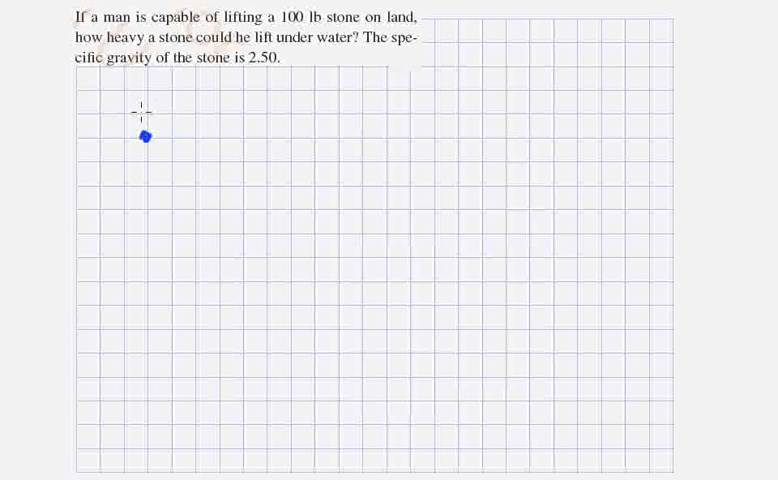 If a man is capable of lifting a 100 lb stone on land,
how heavy a stone could he lift under water? The spe-
cific gravity of the stone is 2.50.